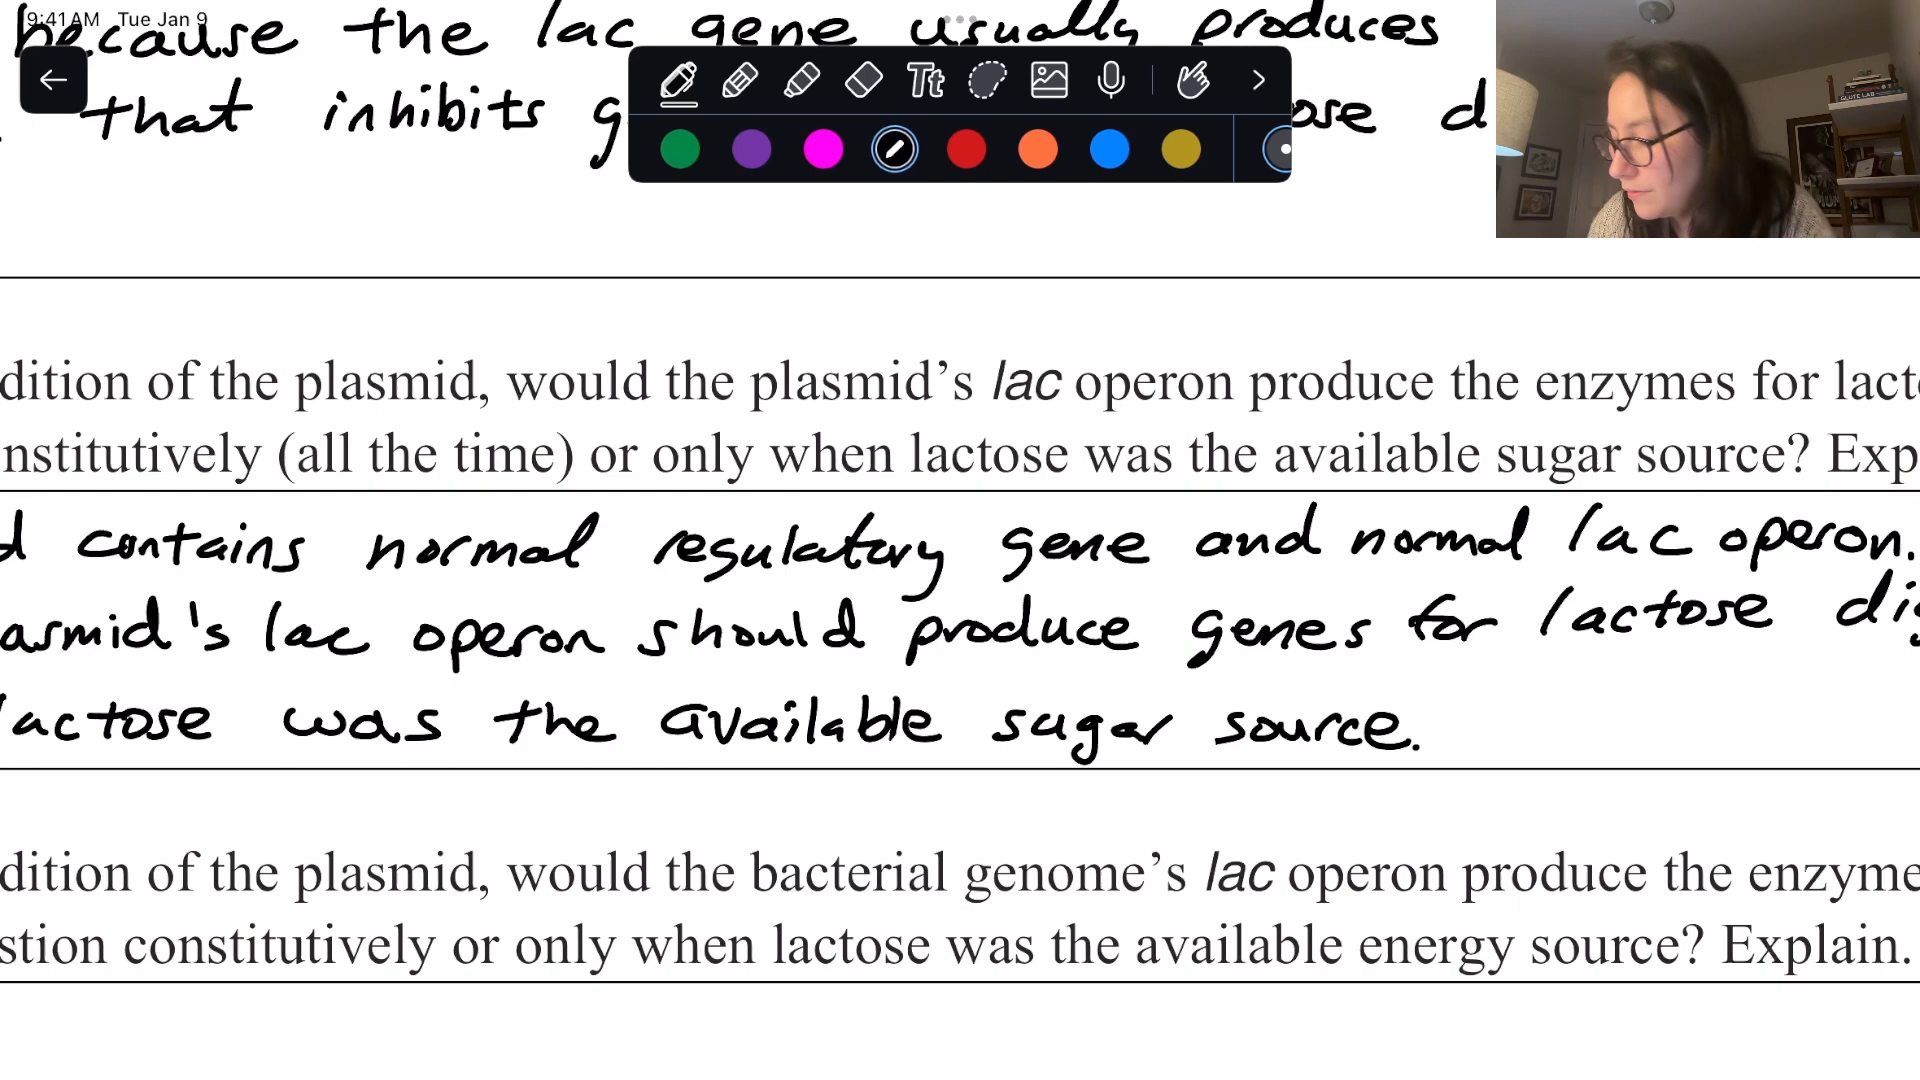 9:41 AM Tue Jan 9
because the lac gene usually produces
that inhibits
Tt
dition of the plasmid, would the plasmid's lac operon produce the enzymes for
nstitutively (all the time) or only when lactose was the available sugar source? Exp
contains normal regulatory gene and normal lac operon.
asmid's lac operon should produce genes for lactose
lactose was the available sugar source.
dition of the plasmid, would the bacterial genome's lac operon produce the enzyme
stion constitutively or only when lactose was the available energy source? Explain.